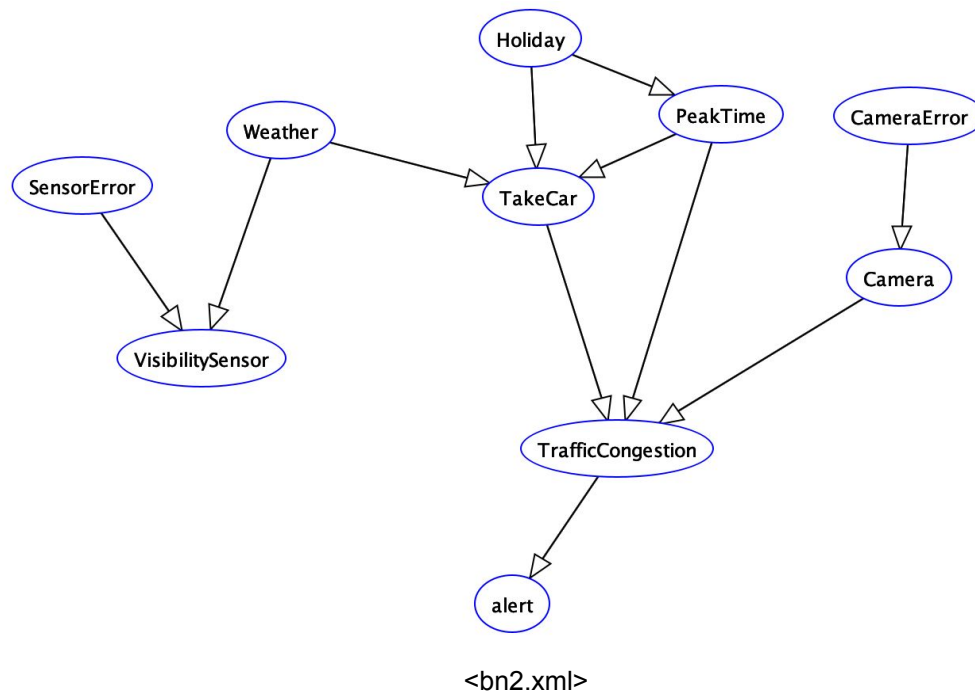 Holiday
PeakTime
CameraError
Weather
SensorError
TakeCar
Camera
VisibilitySensor
TrafficCongestion
alert
<bn2.xml>